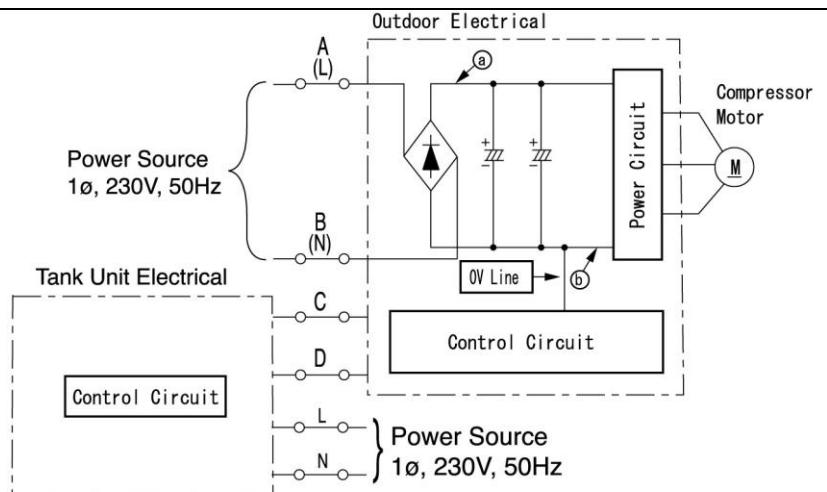 Outdoor Electrical
A
(L)
ⓐ
Compressor
Motor
Power Circuit
M
Power Source
1ø, 230V, 50Hz
+
-
+
-
B
(N)
0V Line
ⓑ
Tank Unit Electrical
C
Control Circuit
D
Control Circuit
L
N
Power Source
1ø, 230V, 50Hz